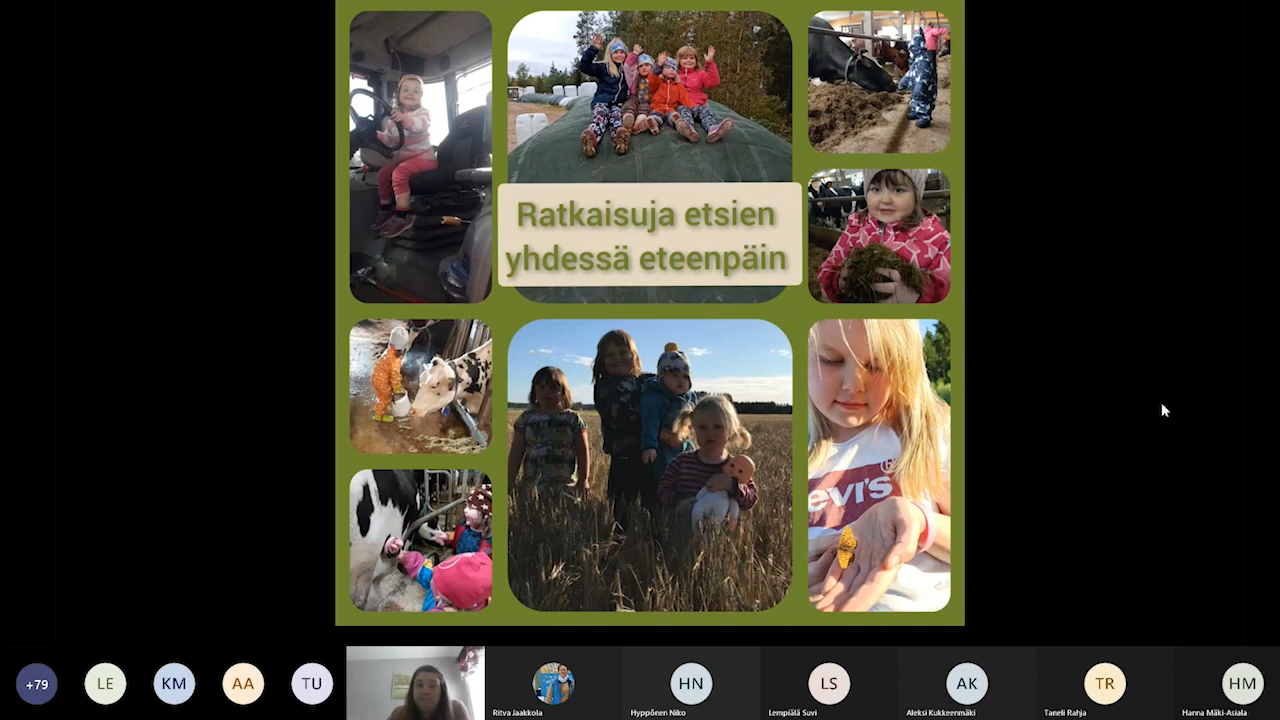 Ratkaisuja etsien
yhdessä eteenpäin
evi's
+79
LE
KM
AA
TU
HN
LS
AK
TR
HM
Ritva Jaakkola
Hyppönen Niko
Lempiälä Suvi
Aleksi Kukkeenmäki
Taneli Rahja
Hanna Mäki-Asiala